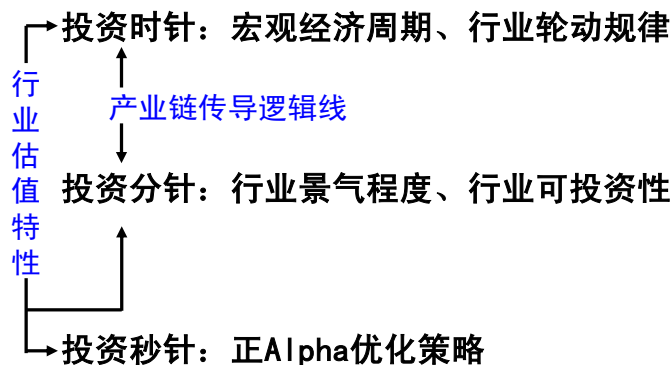 投资时针：宏观经济周期、行业轮动规律
产业链传导逻辑线
行业估值特性
投资分针：行业景气程度、行业可投资性
投资秒针：正Alpha优化策略